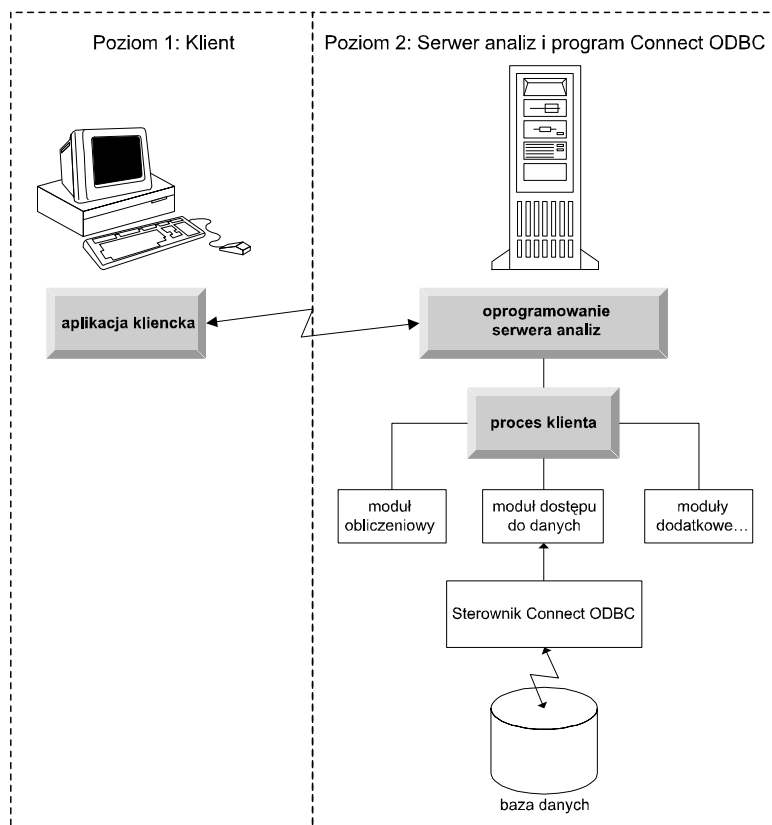 Poziom 1: Klient
Poziom 2: Serwer analiz i program Connect ODBC
aplikacja kliencka
oprogramowanie
serwera analiz
proces klienta
moduł
obliczeniowy
moduł dostępu
do danych
moduły
dodatkowe…
Sterownik Connect ODBC
baza danych